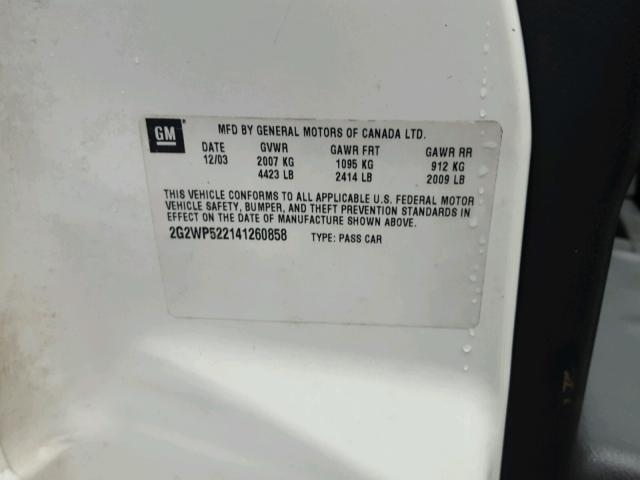 GM MFD BY GENERAL MOTORS OF CANADA LTD.
DATE GVWR GAWR FRT GAWR RR
12/03 2007 KG 1095 KG 912 KG
4423 LB 2414 LB 2009 LB
THIS VEHICLE CONFORMS TO ALL APPLICABLE U.S. FEDERAL MOTOR
VEHICLE SAFETY, BUMPER, AND THEFT PREVENTION STANDARDS IN
EFFECT ON THE DATE OF MANUFACTURE SHOWN ABOVE.
2G2WP522141260858 TYPE: PASS CAR